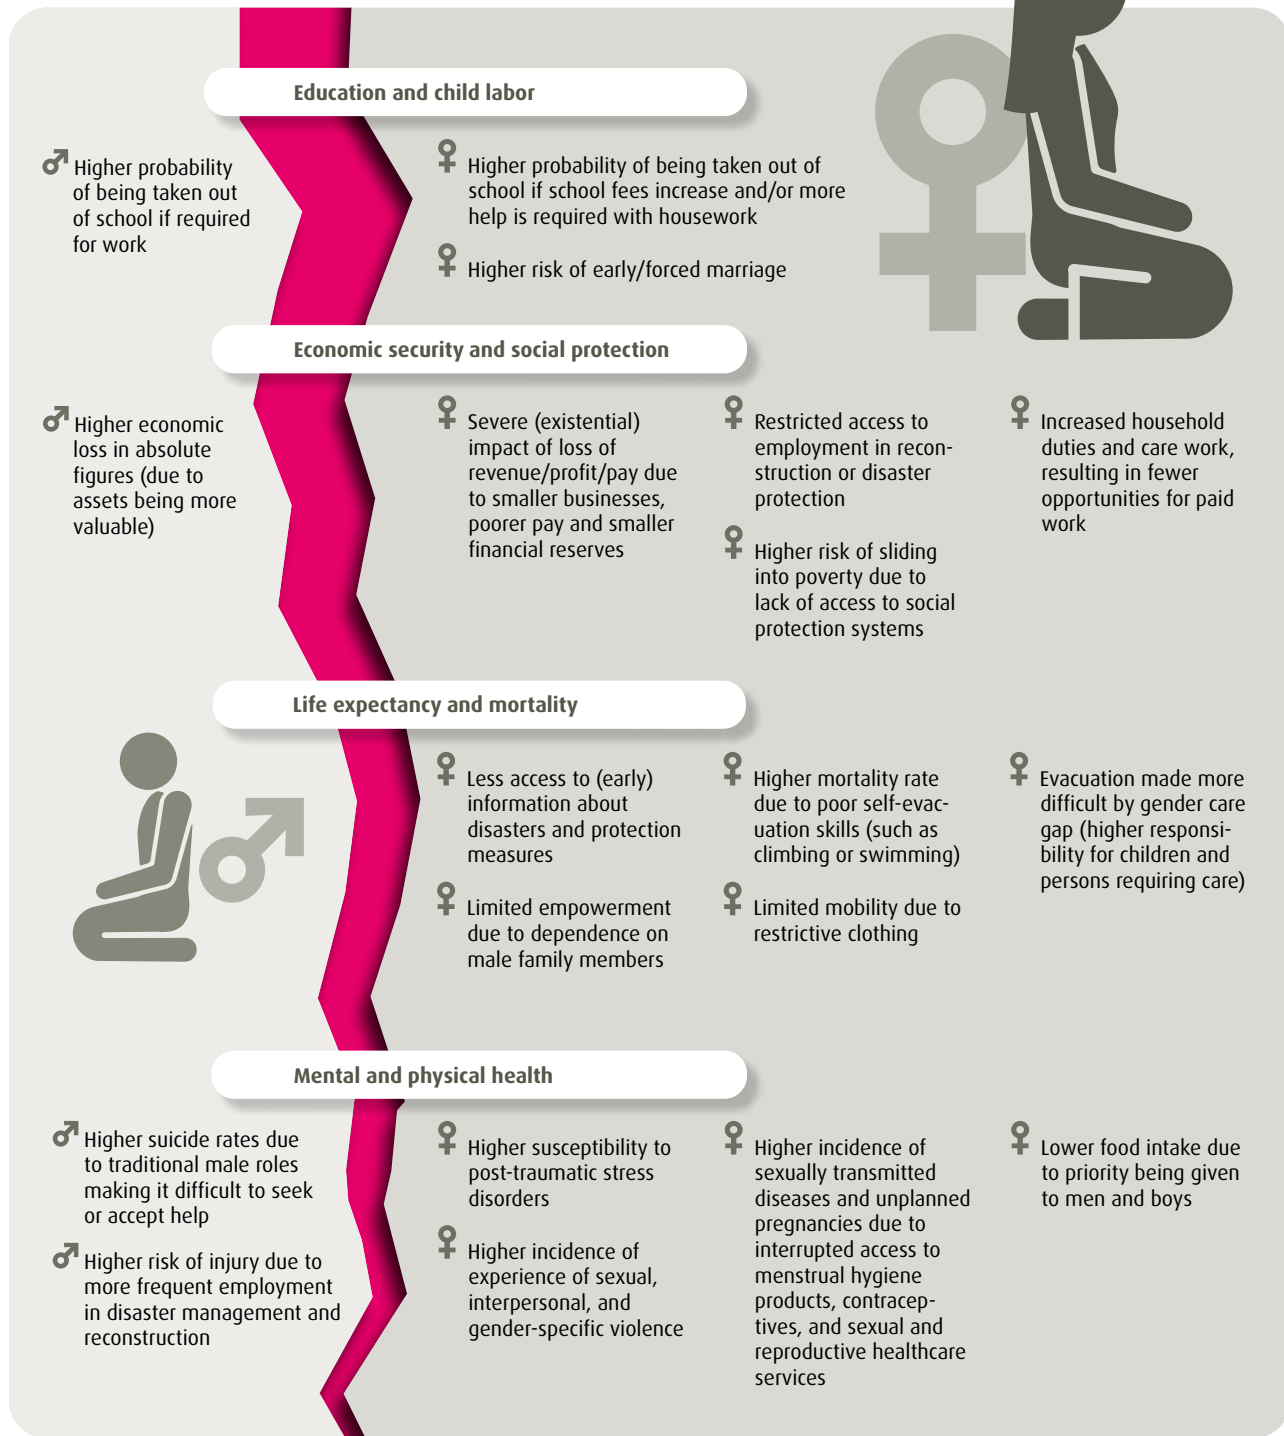 Education and child labor
Higher probability
of being taken out
of school if required
for work
Higher probability of being taken out of
school if school fees increase and/or more
help is required with housework
Higher risk of early/forced marriage
Economic security and social protection
Higher economic
loss in absolute
figures (due to
assets being more
valuable)
Severe (existential)
impact of loss of
revenue/profit/pay due
to smaller businesses,
poorer pay and smaller
financial reserves
Restricted access to
employment in recon-
struction or disaster
protection
Higher risk of sliding
into poverty due to
lack of access to social
protection systems
Increased household
duties and care work,
resulting in fewer
opportunities for paid
work
Life expectancy and mortality
Less access to (early)
information about
disasters and protection
measures
Limited empowerment
due to dependence on
male family members
Higher mortality rate
due to poor self-evac-
uation skills (such as
climbing or swimming)
Limited mobility due to
restrictive clothing
Evacuation made more
difficult by gender care
gap (higher responsi-
bility for children and
persons requiring care)
Mental and physical health
Higher suicide rates due
to traditional male roles
making it difficult to seek
or accept help
Higher risk of injury due to
more frequent employment
in disaster management and
reconstruction
Higher susceptibility to
post-traumatic stress
disorders
Higher incidence of
experience of sexual,
interpersonal, and
gender-specific violence
Higher incidence of
sexually transmitted
diseases and unplanned
pregnancies due to
interrupted access to
menstrual hygiene
products, contracep-
tives, and sexual and
reproductive healthcare
services
Lower food intake due
to priority being given
to men and boys